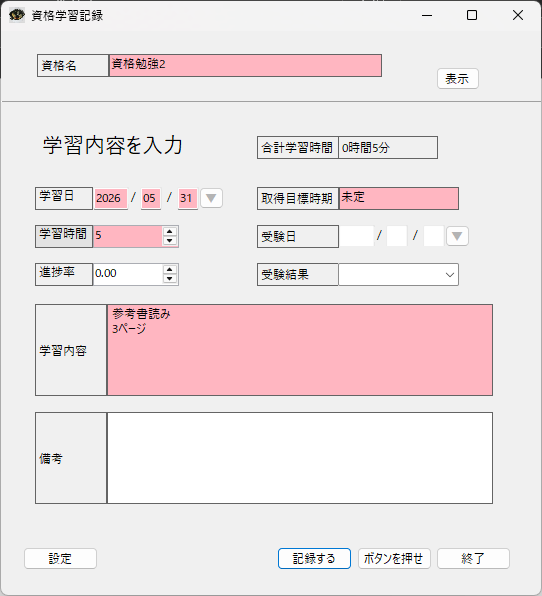 資格学習記録
資格名 資格勉強2
表示
学習内容を入力
合計学習時間 0時間5分
学習日 2026 / 05 / 31 ▼
取得目標時期 未定
学習時間 5
受験日 / / ▼
進捗率 0.00
受験結果
学習内容
参考書読み
3ページ
備考
設定 記録する ボタンを押せ 終了